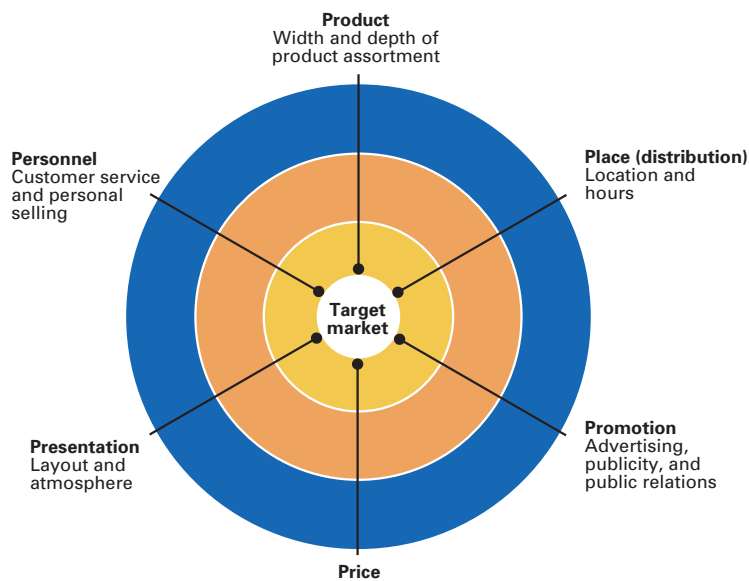 Product
Width and depth of
product assortment
Personnel
Customer service
and personal
selling
Place (distribution)
Location and
hours
Target
market
Presentation
Layout and
atmosphere
Promotion
Advertising,
publicity, and
public relations
Price